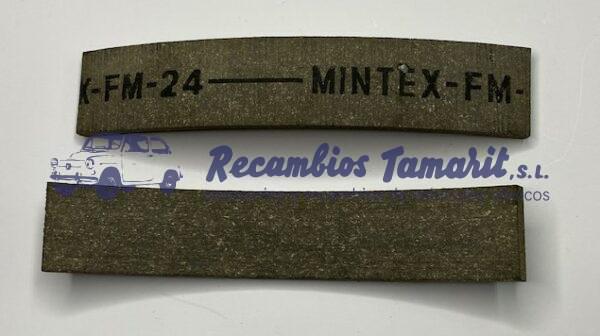 X-FM-24 — MINTEX-FM-
Recambios Tamarit, S.L.